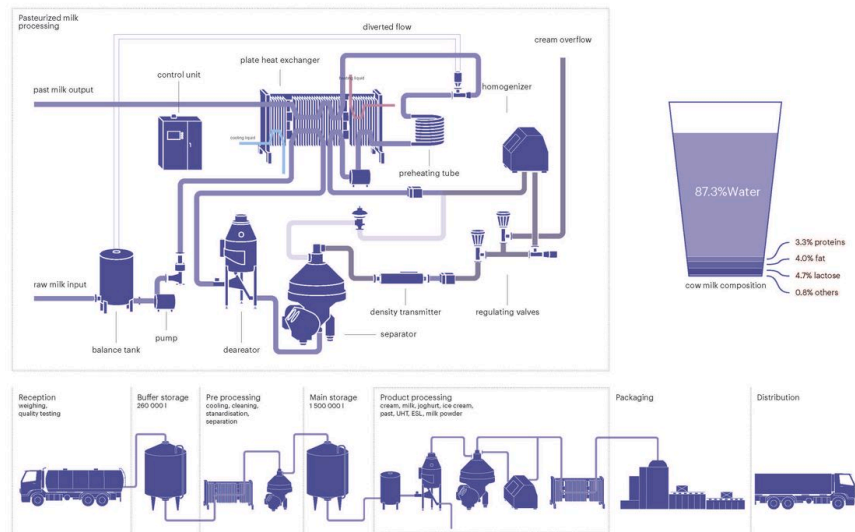 Pasteurized milk
processing
diverted flow
cream overflow
plate heat exchanger
control unit
past milk output
heating liquid
homogenizer
cooling liquid
preheating tube
raw milk input
balance tank
pump
deareator
separator
density transmitter
regulating valves
87.3%Water
3.3% proteins
4.0% fat
4.7% lactose
0.8% others
cow milk composition
Reception
weighing,
quality testing
Buffer storage
260 000 l
Pre processing
cooling, cleaning,
stanardisation,
separation
Main storage
1 500 000 l
Product processing
cream, milk, joghurt, ice cream,
past, UHT, ESL, milk powder
Packaging
Distribution